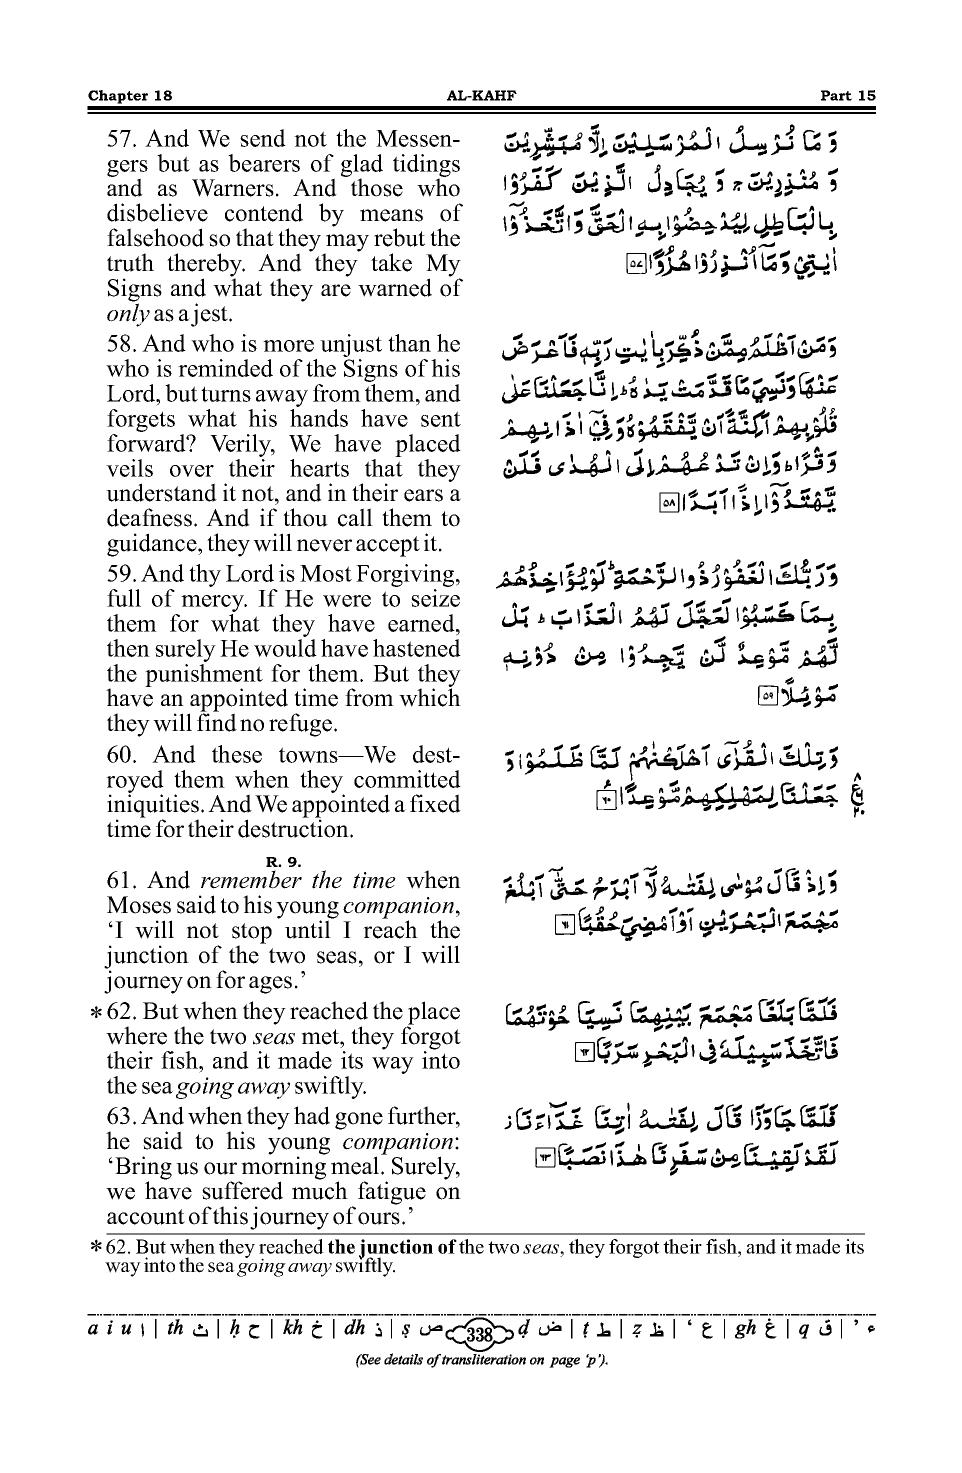 Chapter 18 AL-KAHF Part 15
57. And We send not the Messen-
gers but as bearers of glad tidings
and as Warners. And those who
disbelieve contend by means of
falsehood so that they may rebut the
truth thereby. And they take My
Signs and what they are warned of
only as a jest.
وَ مَا نُرْسِلُ الْمُرْسَلِيْنَ اِلَّا مُبَشِّرِيْنَ
وَ مُنْذِرِيْنَ ۚ وَ يُجَادِلُ الَّذِيْنَ كَفَرُوْا
بِالْبَاطِلِ لِيُدْحِضُوْا بِهِ الْحَقَّ وَاتَّخَذُوْٓا
اٰيٰتِيْ وَمَآ اُنْذِرُوْا هُزُوًا ۵۷
58. And who is more unjust than he
who is reminded of the Signs of his
Lord, but turns away from them, and
forgets what his hands have sent
forward? Verily, We have placed
veils over their hearts that they
understand it not, and in their ears a
deafness. And if thou call them to
guidance, they will never accept it.
وَمَنْ اَظْلَمُ مِمَّنْ ذُكِّرَ بِاٰيٰتِ رَبِّهٖ فَاَعْرَضَ
عَنْهَا وَنَسِيَ مَا قَدَّمَتْ يَدٰهُ ؕ اِنَّا جَعَلْنَا عَلٰى
قُلُوْبِهِمْ اَكِنَّةً اَنْ يَّفْقَهُوْهُ وَفِيْٓ اٰذَانِهِمْ
وَقْرًا ؕ وَاِنْ تَدْعُهُمْ اِلَى الْهُدٰى فَلَنْ
يَّهْتَدُوْٓا اِذًا اَبَدًا ۵۸
59. And thy Lord is Most Forgiving,
full of mercy. If He were to seize
them for what they have earned,
then surely He would have hastened
the punishment for them. But they
have an appointed time from which
they will find no refuge.
وَرَبُّكَ الْغَفُوْرُ ذُو الرَّحْمَةِ ؕ لَوْ يُؤَاخِذُهُمْ
بِمَا كَسَبُوْا لَعَجَّلَ لَهُمُ الْعَذَابَ ؕ بَلْ
لَّهُمْ مَّوْعِدٌ لَّنْ يَّجِدُوْا مِنْ دُوْنِهٖ
مَوْئِلًا ۵۹
60. And these towns—We dest-
royed them when they committed
iniquities. And We appointed a fixed
time for their destruction.
وَتِلْكَ الْقُرٰٓى اَهْلَكْنٰهُمْ لَمَّا ظَلَمُوْا وَ
جَعَلْنَا لِمَهْلِكِهِمْ مَّوْعِدًا ۶۰
R. 9.
61. And remember the time when
Moses said to his young companion,
‘I will not stop until I reach the
junction of the two seas, or I will
journey on for ages.’
وَاِذْ قَالَ مُوْسٰى لِفَتٰىهُ لَآ اَبْرَحُ حَتّٰٓى اَبْلُغَ
مَجْمَعَ الْبَحْرَيْنِ اَوْ اَمْضِيَ حُقُبًا ۶۱
* 62. But when they reached the place
where the two seas met, they forgot
their fish, and it made its way into
the sea going away swiftly.
فَلَمَّا بَلَغَا مَجْمَعَ بَيْنِهِمَا نَسِيَا حُوْتَهُمَا
فَاتَّخَذَ سَبِيْلَهٗ فِي الْبَحْرِ سَرَبًا ۶۲
63. And when they had gone further,
he said to his young companion:
‘Bring us our morning meal. Surely,
we have suffered much fatigue on
account of this journey of ours.’
فَلَمَّا جَاوَزَا قَالَ لِفَتٰىهُ اٰتِنَا غَدَآءَنَا ۡ
لَقَدْ لَقِيْنَا مِنْ سَفَرِنَا هٰذَا نَصَبًا ۶۳
* 62. But when they reached the junction of the two seas, they forgot their fish, and it made its
way into the sea going away swiftly.
a i u ا | th ث | ḥ ح | kh خ | dh ذ | ṣ ص 338 ḍ ض | ṭ ط | ẓ ظ | ‘ ع | gh غ | q ق | ’ ء
(See details of transliteration on page ‘p’).